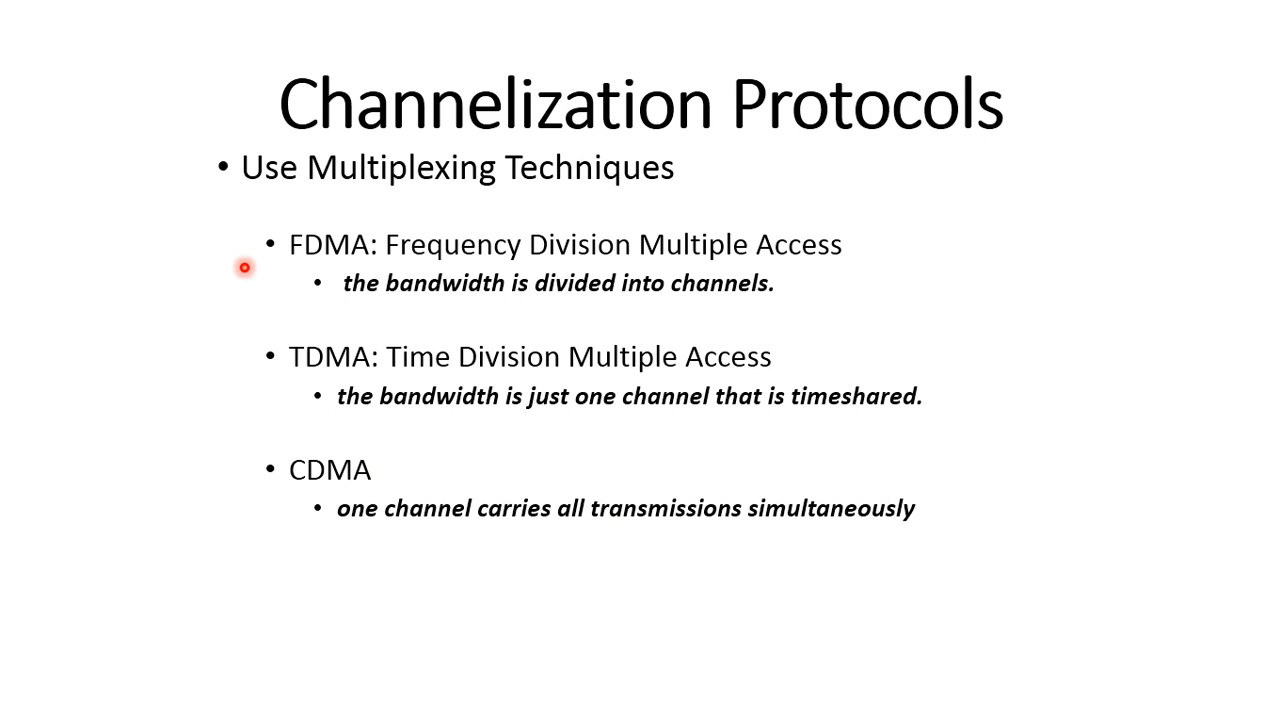 Channelization Protocols
• Use Multiplexing Techniques
• FDMA: Frequency Division Multiple Access
• the bandwidth is divided into channels.
• TDMA: Time Division Multiple Access
• the bandwidth is just one channel that is timeshared.
• CDMA
• one channel carries all transmissions simultaneously